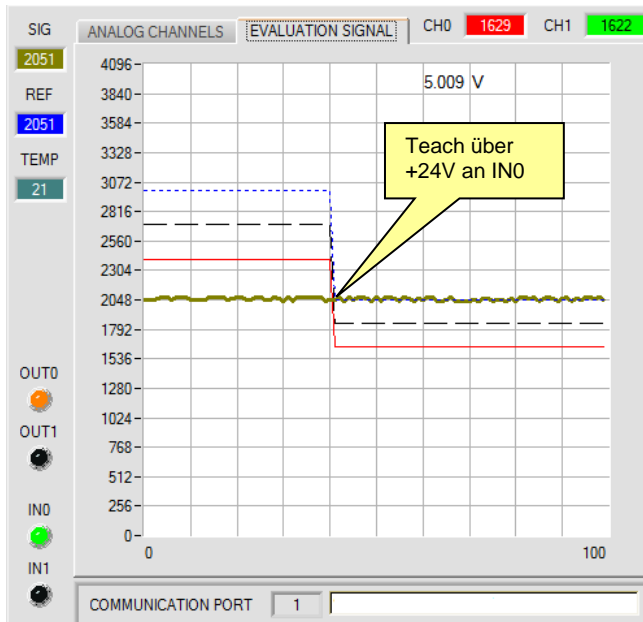 SIG
2051
REF
2051
TEMP
21
OUT0
OUT1
IN0
IN1
ANALOG CHANNELS
EVALUATION SIGNAL
CH0 1629
CH1 1622
5.009 V
Teach über
+24V an IN0
4096
3840
3584
3328
3072
2816
2560
2304
2048
1792
1536
1280
1024
768
512
256
0
0 100
COMMUNICATION PORT 1